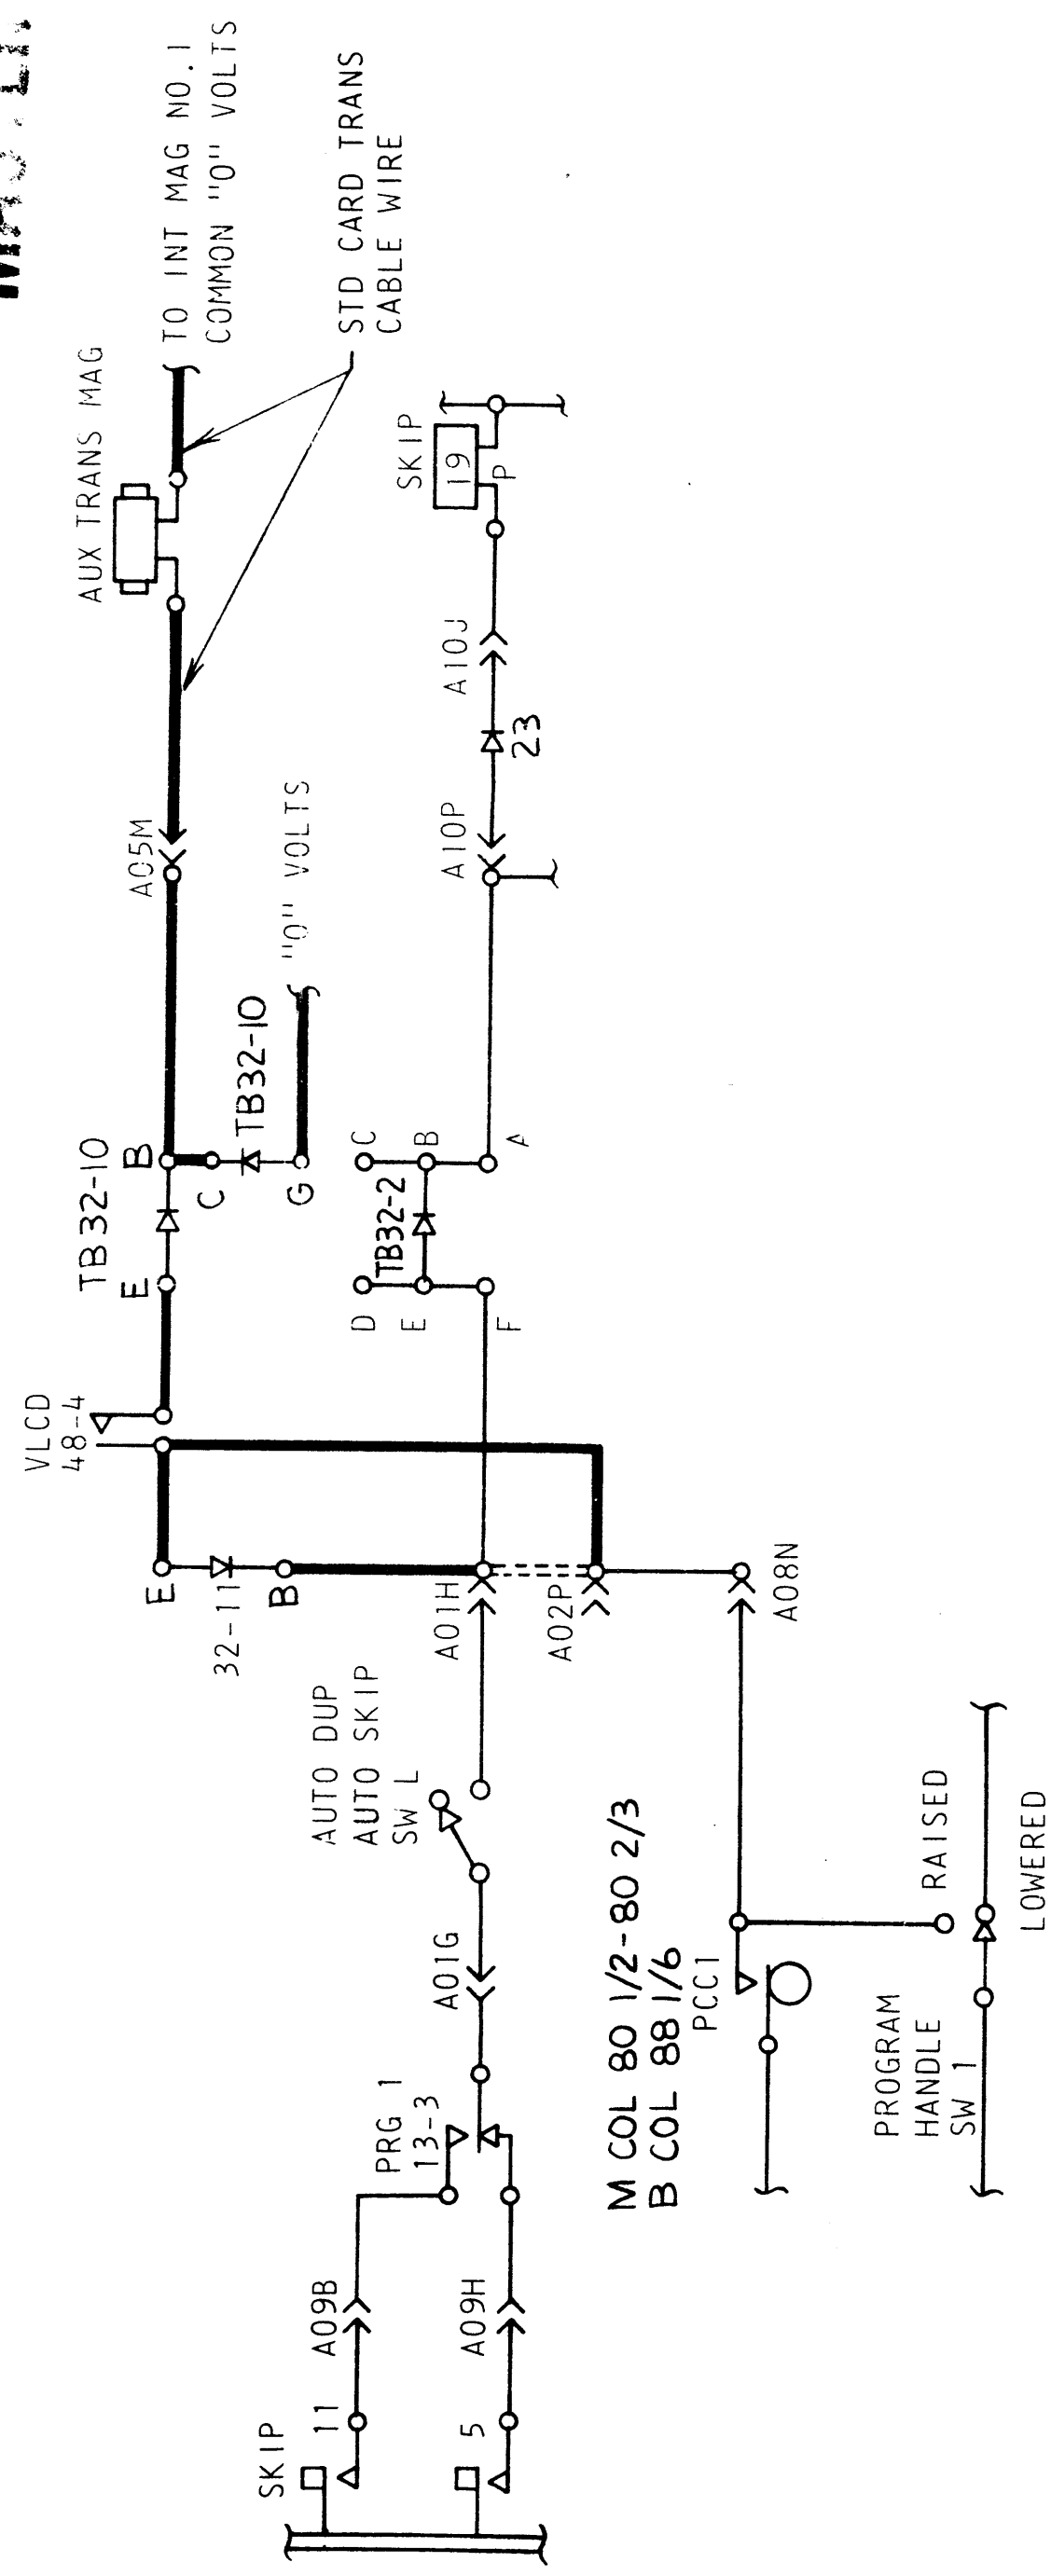 AUX TRANS MAG
TO INT MAG NO. 1
COMMON "0" VOLTS
STD CARD TRANS
CABLE WIRE
VLCD
48-4
TB32-10
E
B
A05M
C
TB32-10
G
"0" VOLTS
E
32-11
B
D
E
F
TB32-2
C
B
A
A10P
23
A10J
SKIP
19
P
SKIP
11
A09B
PRG 1
13-3
A01G
AUTO DUP
AUTO SKIP
SW L
A01H
A02P
5
A09H
M COL 80 1/2-80 2/3
B COL 88 1/6
PCC1
A08N
PROGRAM
HANDLE
SW 1
RAISED
LOWERED